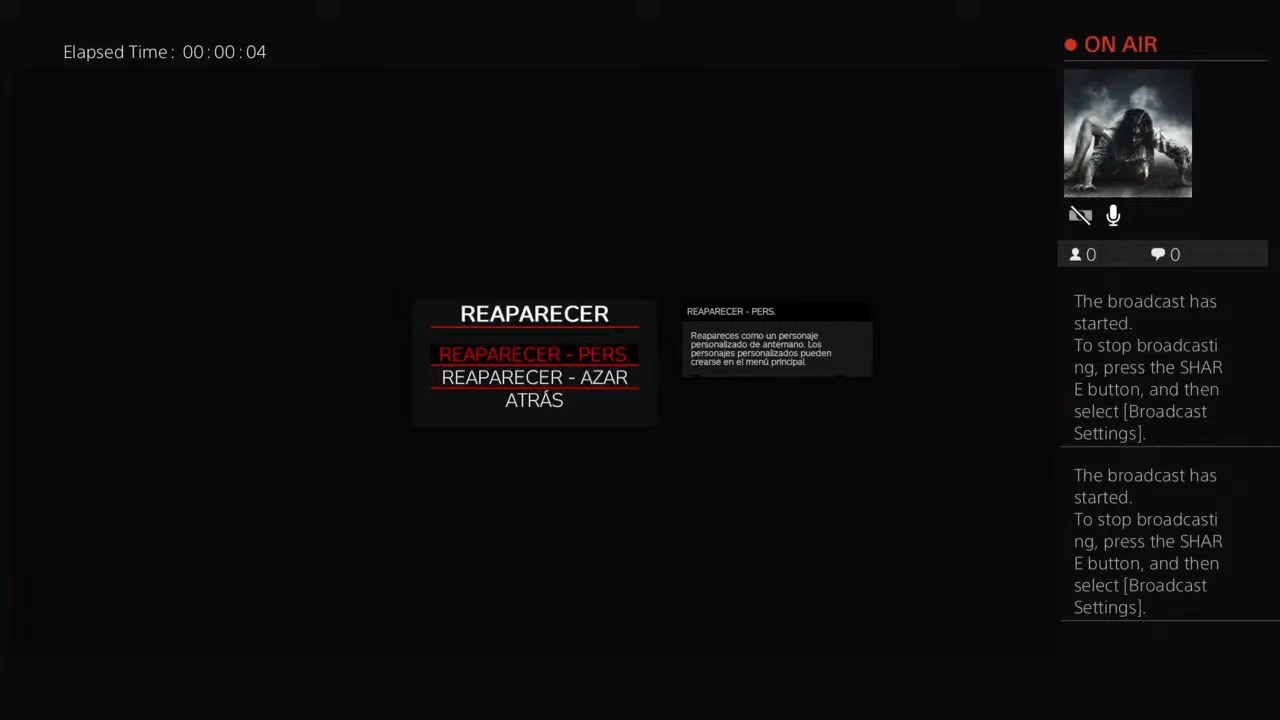 Elapsed Time: 00:00:04
ON AIR
0
0
REAPARECER
REAPARECER - PERS.
REAPARECER - AZAR
ATRÁS
REAPARECER - PERS.
Reapareces como un personaje
personalizado de antemano. Los
personajes personalizados pueden
crearse en el menú principal.
The broadcast has
started.
To stop broadcasti
ng, press the SHAR
E button, and then
select [Broadcast
Settings].
The broadcast has
started.
To stop broadcasti
ng, press the SHAR
E button, and then
select [Broadcast
Settings].